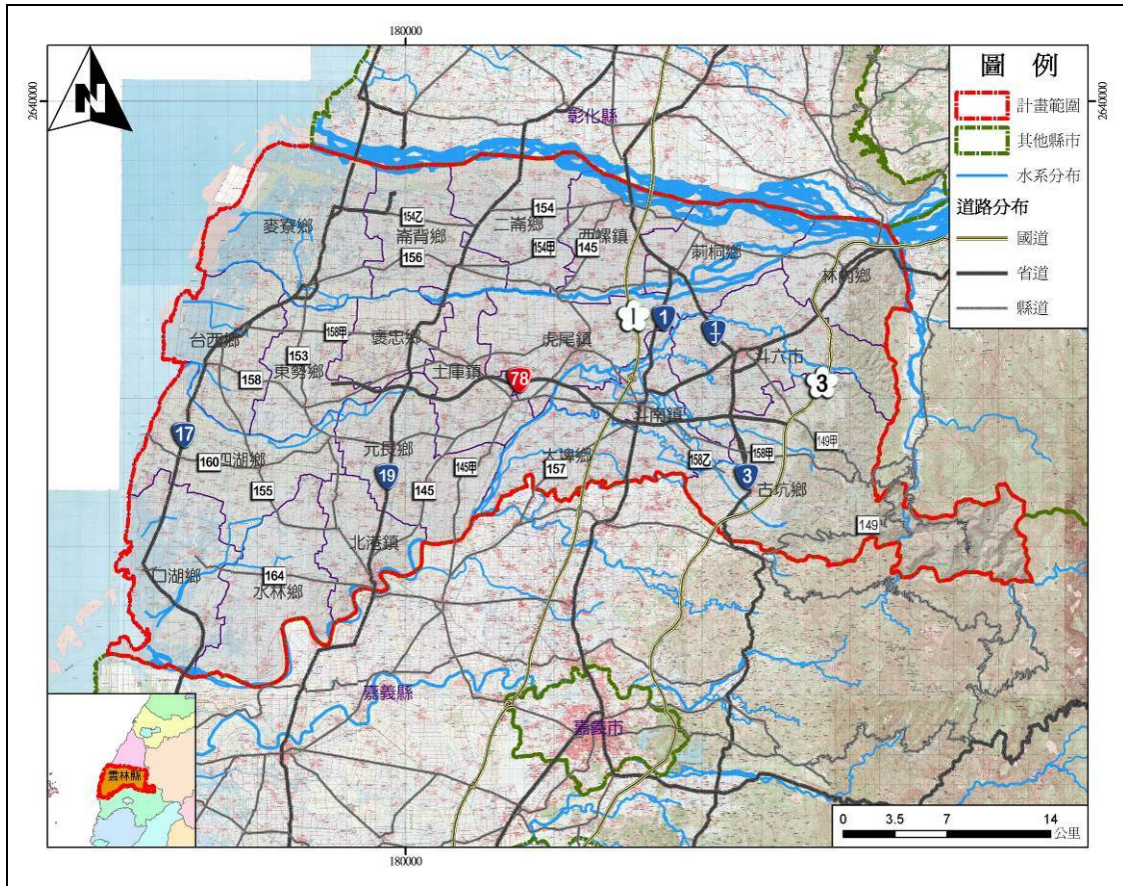 180000
2640000
2640000
N
圖 例
計畫範圍
其他縣市
水系分布
道路分布
國道
省道
縣道
彰化縣
154
154乙
二崙鄉
麥寮鄉
崙背鄉
西螺鎮
154甲
145
莿桐鄉
156
林內鄉
1
1
1
台西鄉
158甲
褒忠鄉
虎尾鎮
153
斗六市
158
東勢鄉
土庫鎮
78
3
斗南鎮
17
元長鄉
149甲
160
四湖鄉
大埤鄉
158乙
158甲
145甲
157
19
3
155
145
古坑鄉
149
北港鎮
口湖鄉
164
水林鄉
嘉義縣
嘉義市
雲林縣
0 3.5 7 14
公里
180000